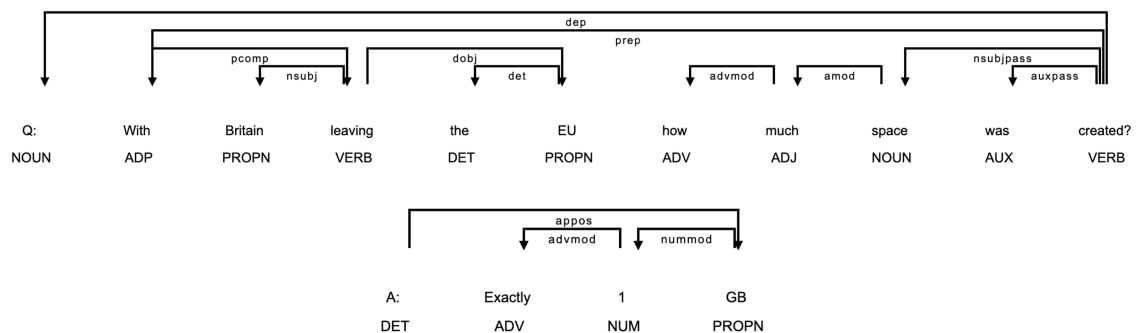 dep
prep
pcomp dobj nsubjpass
nsubj det advmod amod auxpass
Q: With Britain leaving the EU how much space was created?
NOUN ADP PROPN VERB DET PROPN ADV ADJ NOUN AUX VERB
appos
advmod nummod
A: Exactly 1 GB
DET ADV NUM PROPN